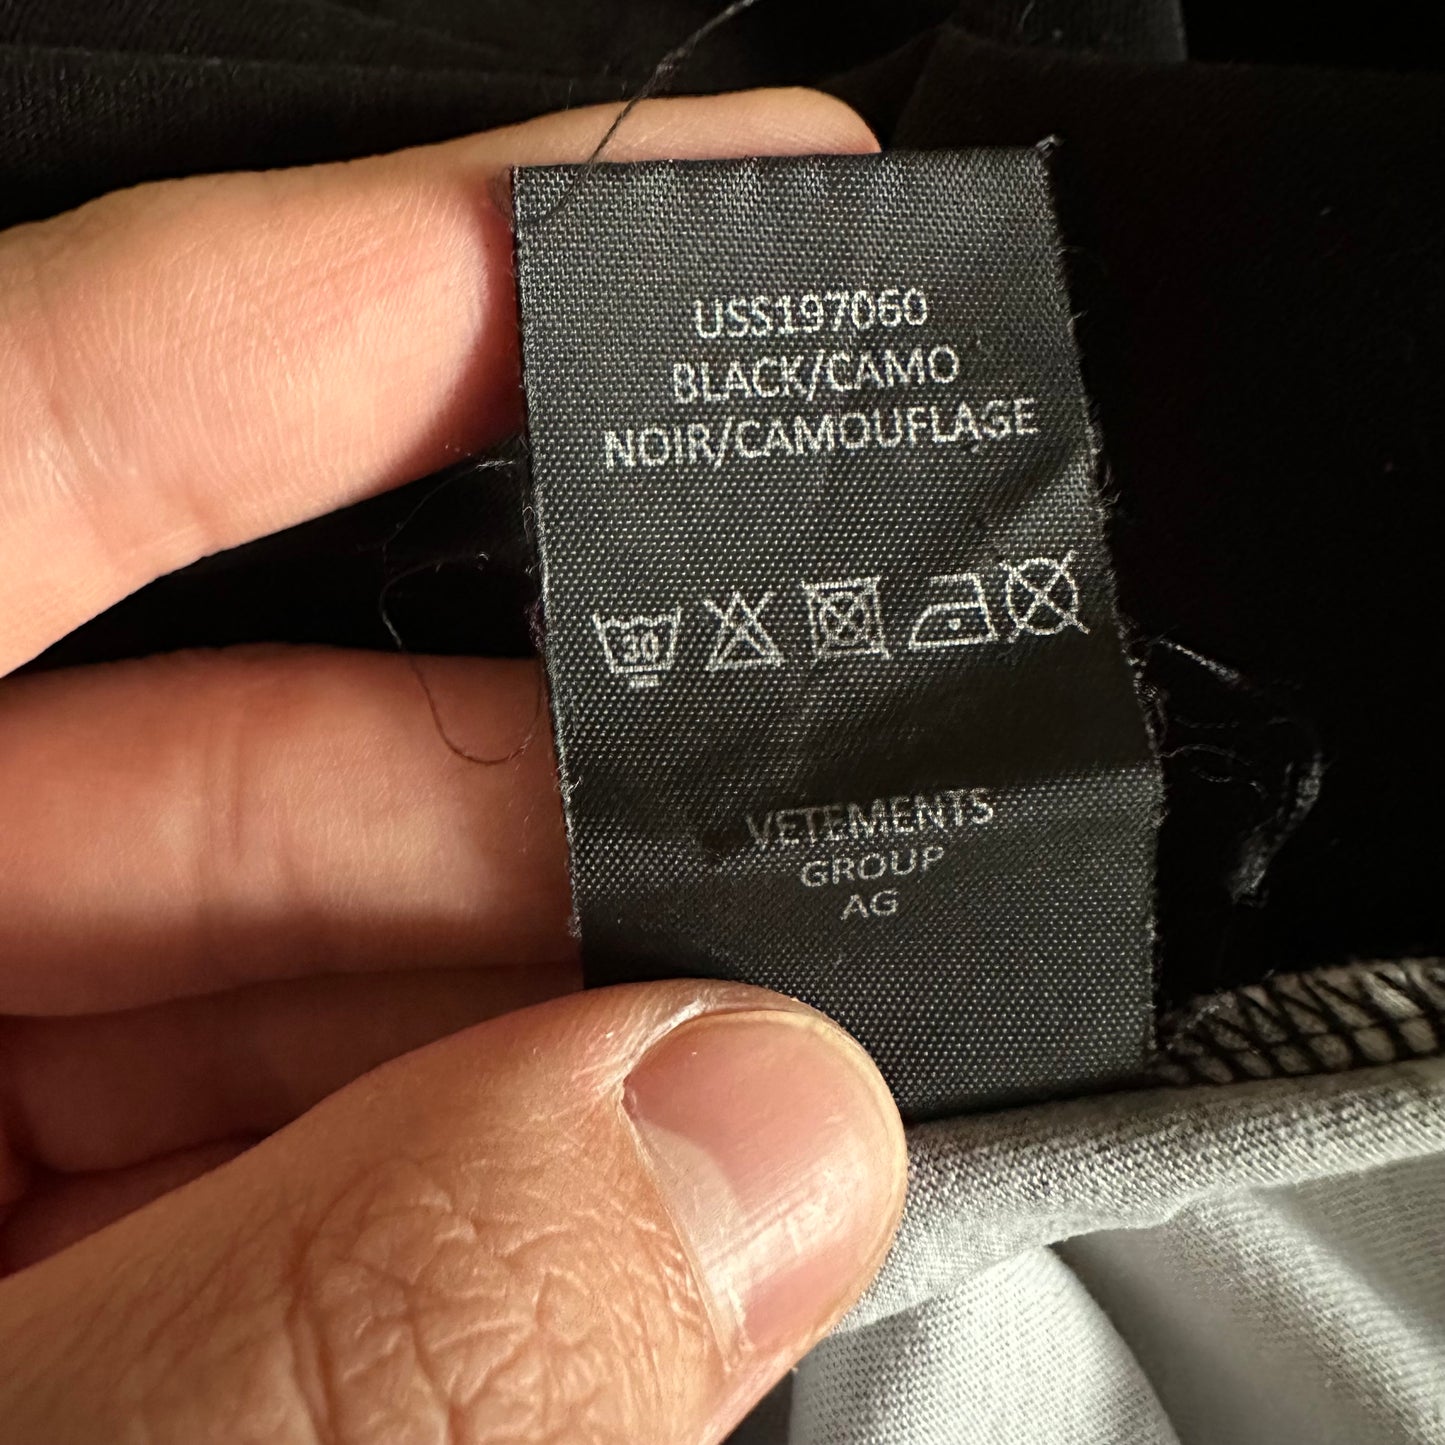 USS197060
BLACK/CAMO
NOIR/CAMOUFLAGE
30
VETEMENTS
GROUP
AG